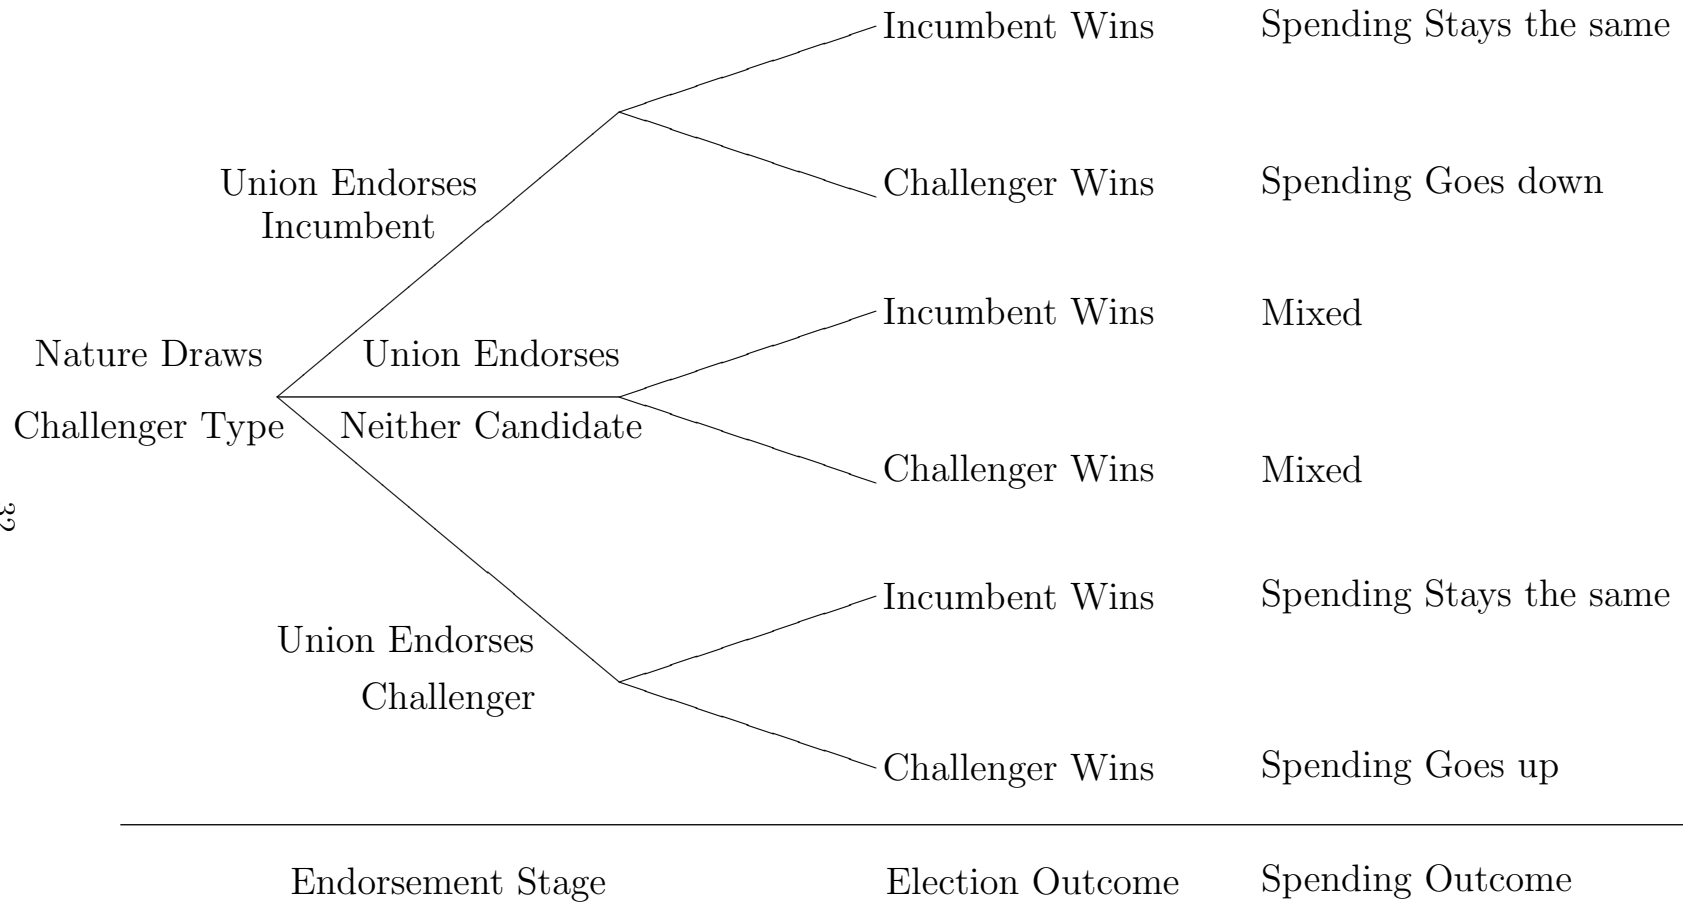 Incumbent Wins
Spending Stays the same
Union Endorses
Incumbent
Challenger Wins
Spending Goes down
Incumbent Wins
Mixed
Nature Draws
Challenger Type
Union Endorses
Neither Candidate
Challenger Wins
Mixed
32
Incumbent Wins
Spending Stays the same
Union Endorses
Challenger
Challenger Wins
Spending Goes up
Endorsement Stage
Election Outcome
Spending Outcome